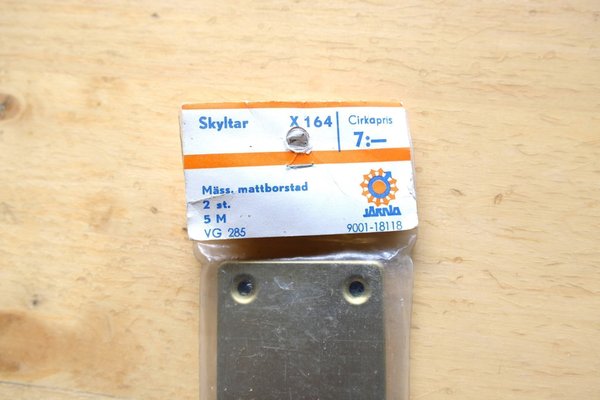 Skyltar X 164 Cirkapris
7:—
Mäss. mattborstad
2 st.
5 M
VG 285
JÄRNIA
9001-18118